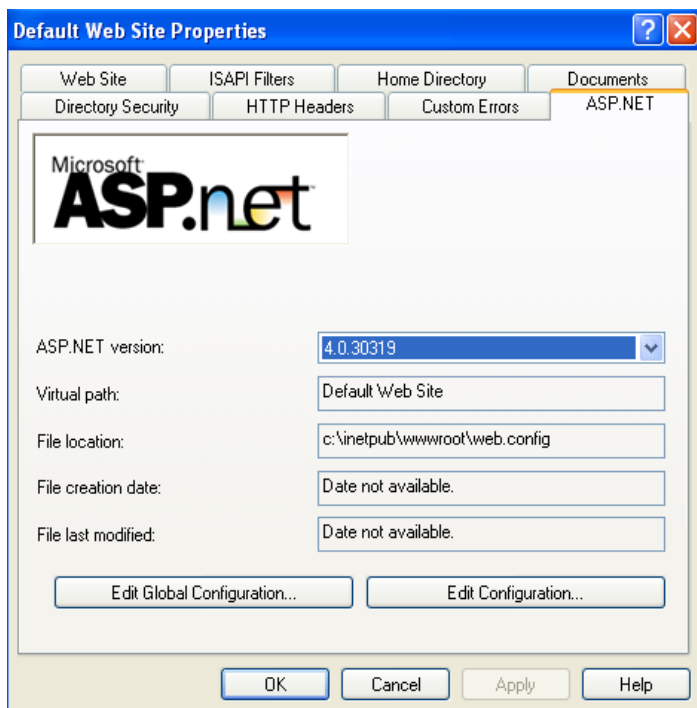 Default Web Site Properties
Web Site ISAPI Filters Home Directory Documents
Directory Security HTTP Headers Custom Errors ASP.NET
Microsoft
ASP.net
ASP.NET version: 4.0.30319
Virtual path: Default Web Site
File location: c:\inetpub\wwwroot\web.config
File creation date: Date not available.
File last modified: Date not available.
Edit Global Configuration... Edit Configuration...
OK Cancel Apply Help